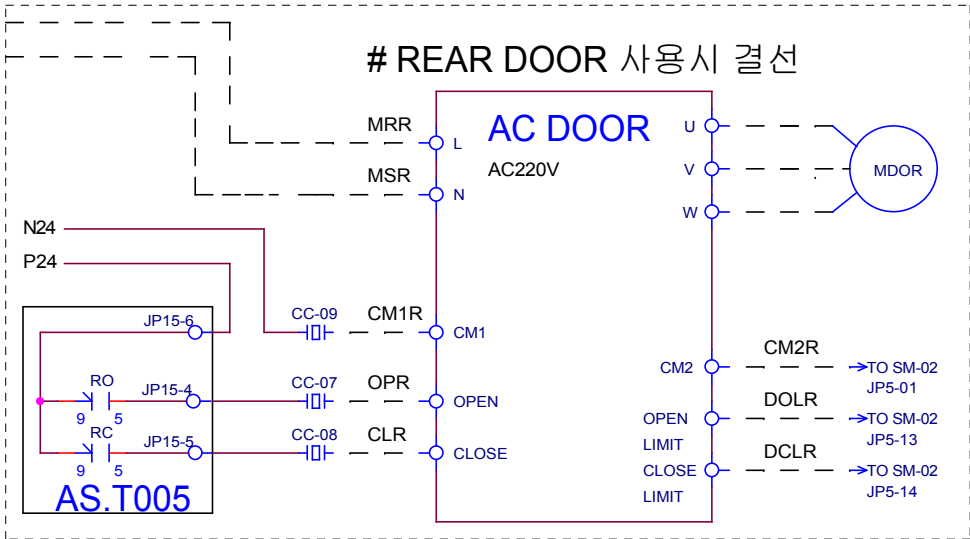 # REAR DOOR 사용시 결선
MRR
L
AC DOOR
U
MSR
N
AC220V
V
MDOR
W
N24
P24
JP15-6
CC-09
CM1R
CM1
CM2
CM2R
TO SM-02
JP5-01
RO
JP15-4
CC-07
OPR
OPEN
9
5
OPEN
LIMIT
DOLR
TO SM-02
JP5-13
RC
JP15-5
CC-08
CLR
CLOSE
9
5
CLOSE
LIMIT
DCLR
TO SM-02
JP5-14
AS.T005